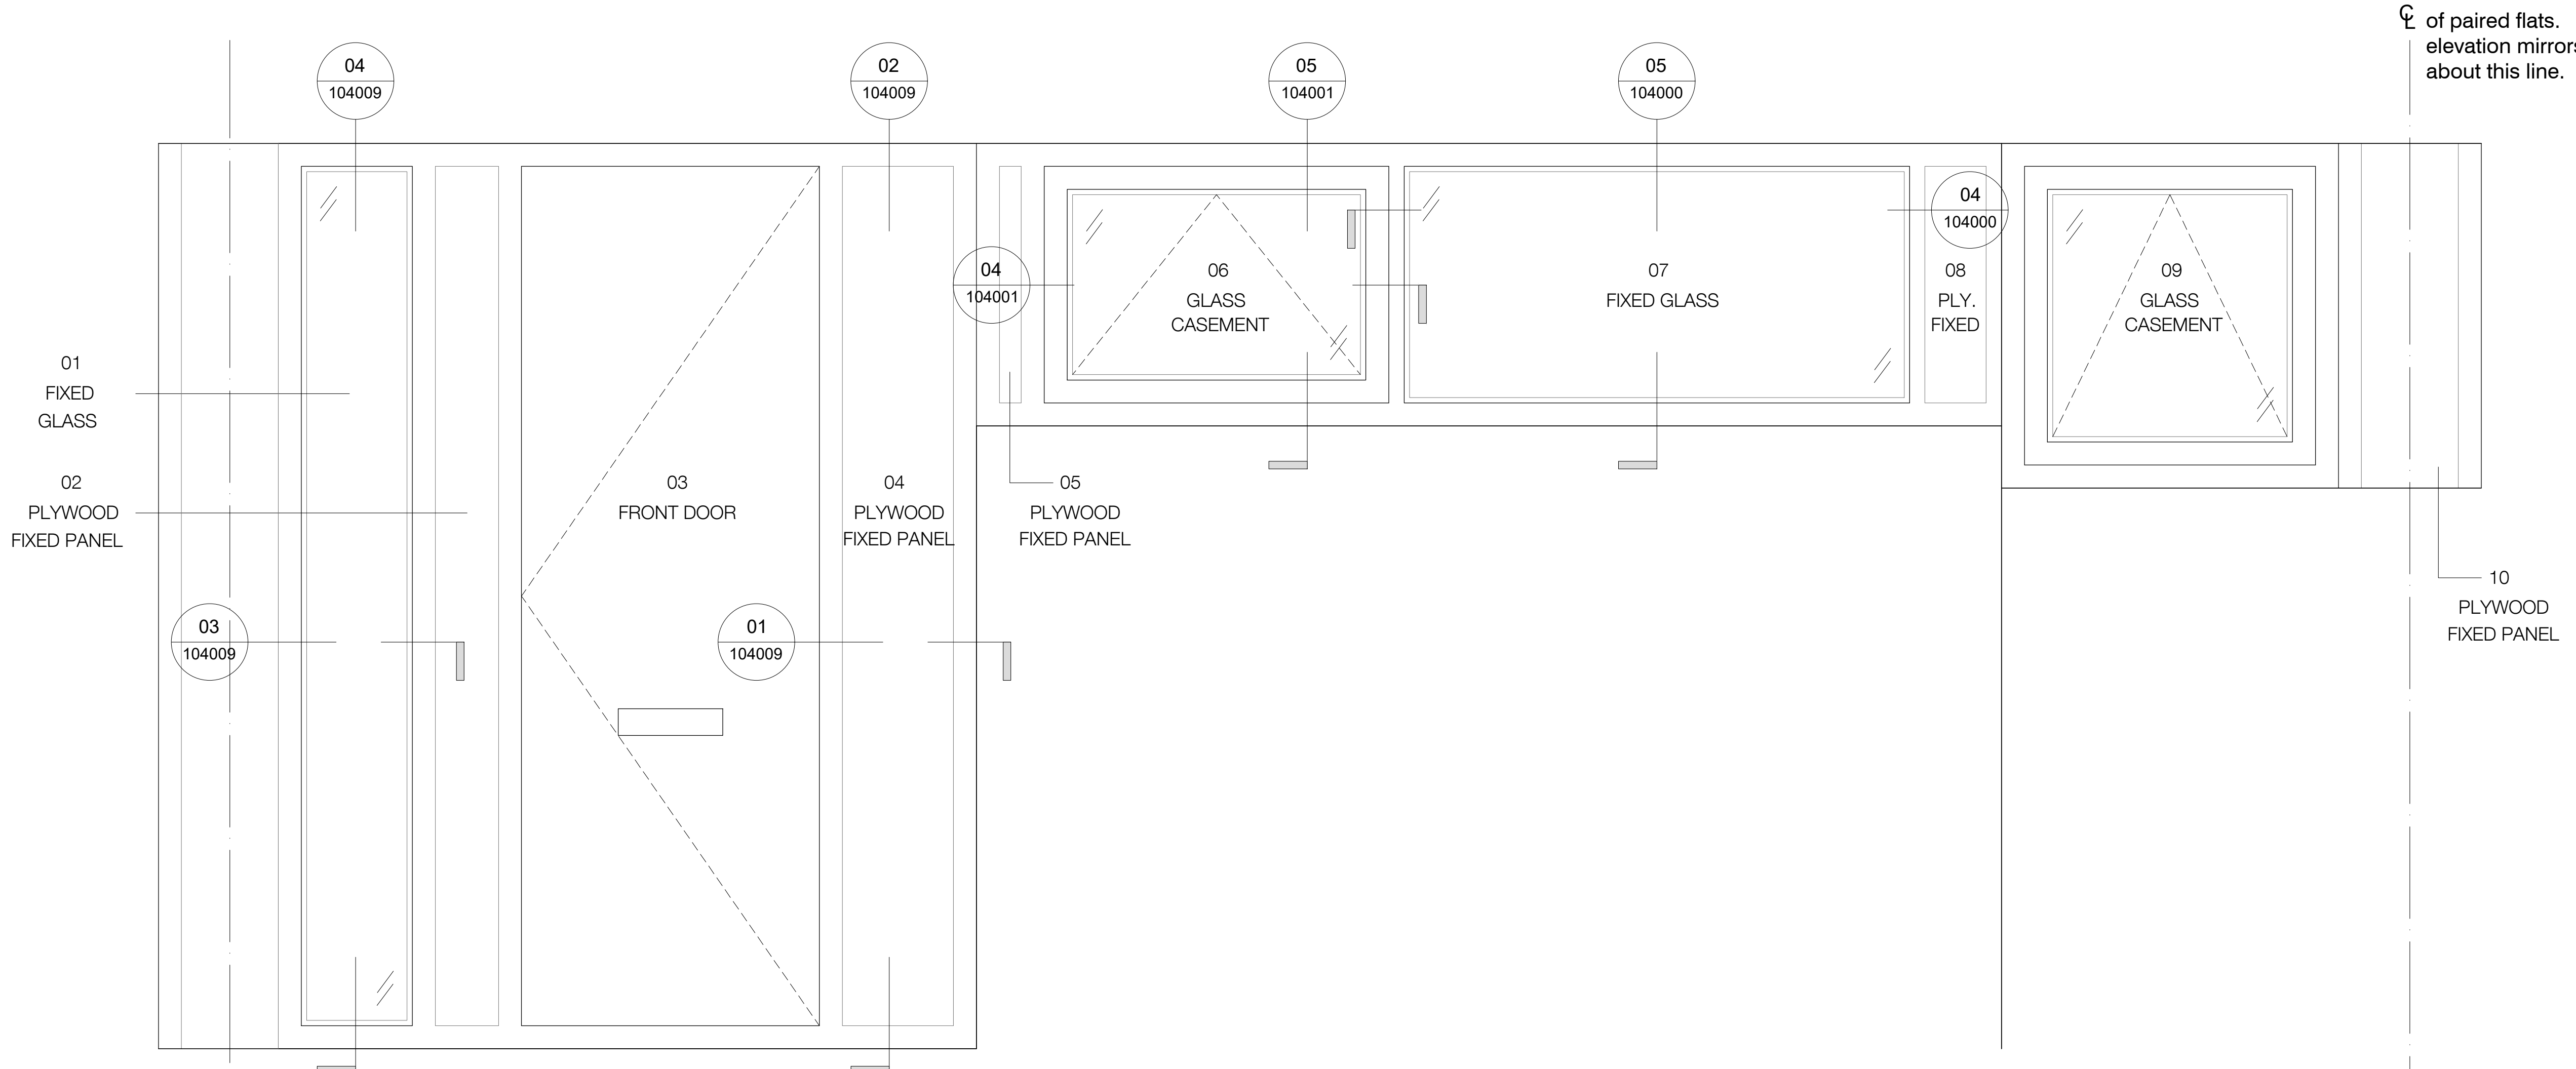 ℄ of paired flats.
elevation mirrors
about this line.
04
104009
02
104009
05
104001
05
104000
04
104000
04
104001
01
FIXED
GLASS
02
PLYWOOD
FIXED PANEL
03
FRONT DOOR
04
PLYWOOD
FIXED PANEL
05
PLYWOOD
FIXED PANEL
06
GLASS
CASEMENT
07
FIXED GLASS
08
PLY.
FIXED
09
GLASS
CASEMENT
10
PLYWOOD
FIXED PANEL
03
104009
01
104009